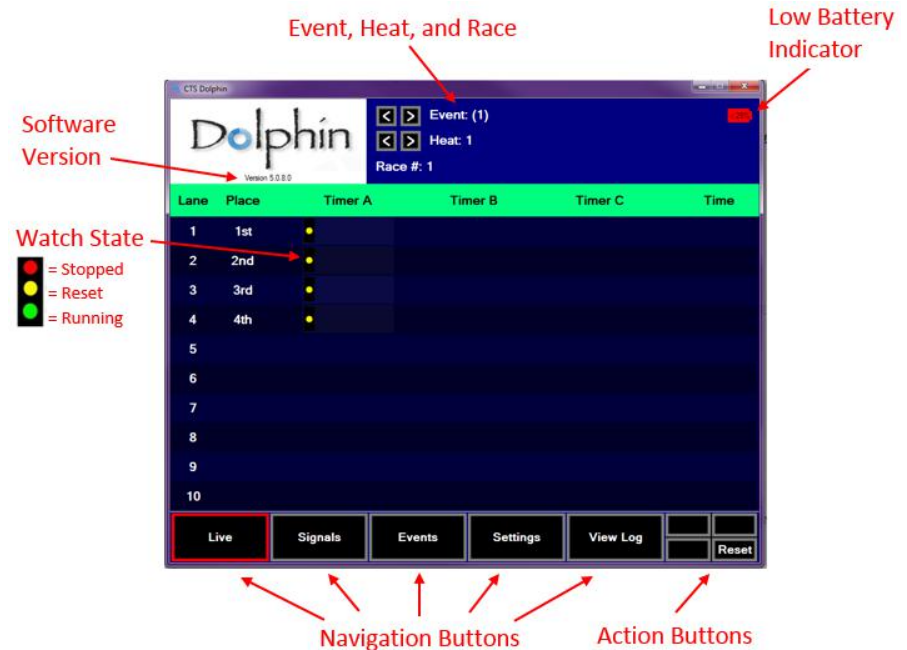 Event, Heat, and Race
Low Battery
Indicator
Software
Version
CTS Dolphin
Dolphin
Version 5.0.8.0
< > Event: (1)
< > Heat: 1
Race #: 1
Lane Place Timer A Timer B Timer C Time
Watch State
= Stopped
= Reset
= Running
1 1st
2 2nd
3 3rd
4 4th
5
6
7
8
9
10
Live Signals Events Settings View Log Reset
Navigation Buttons
Action Buttons